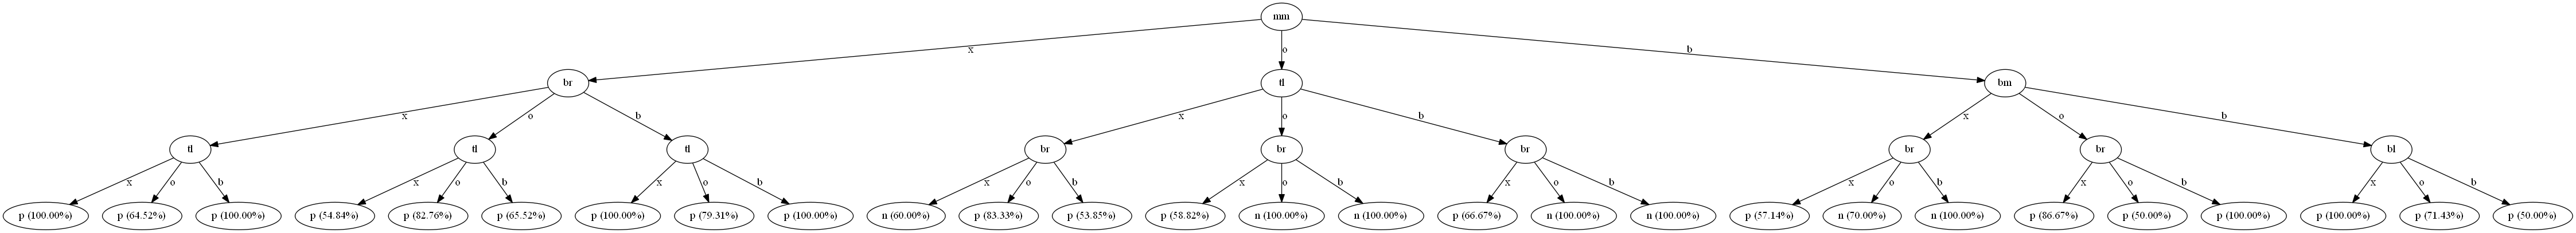 mm
x o b
br tl bm
x o b x o b x o b
tl tl tl br br br br br bl
x o b x o b x o b x o b x o b x o b x o b x o b x o b
p (100.00%) p (64.52%) p (100.00%) p (54.84%) p (82.76%) p (65.52%) p (100.00%) p (79.31%) p (100.00%) n (60.00%) p (83.33%) p (53.85%) p (58.82%) n (100.00%) n (100.00%) p (66.67%) n (100.00%) n (100.00%) p (57.14%) n (70.00%) n (100.00%) p (86.67%) p (50.00%) p (100.00%) p (100.00%) p (71.43%) p (50.00%)